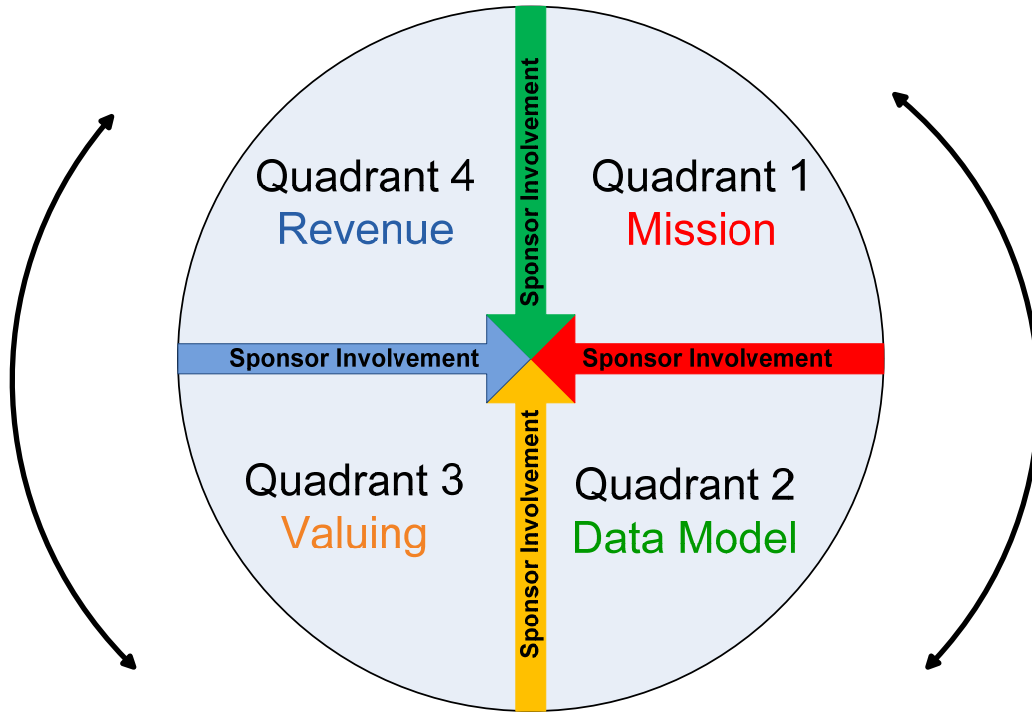 Sponsor Involvement
Quadrant 4
Revenue
Quadrant 1
Mission
Sponsor Involvement
Sponsor Involvement
Quadrant 3
Valuing
Sponsor Involvement
Quadrant 2
Data Model